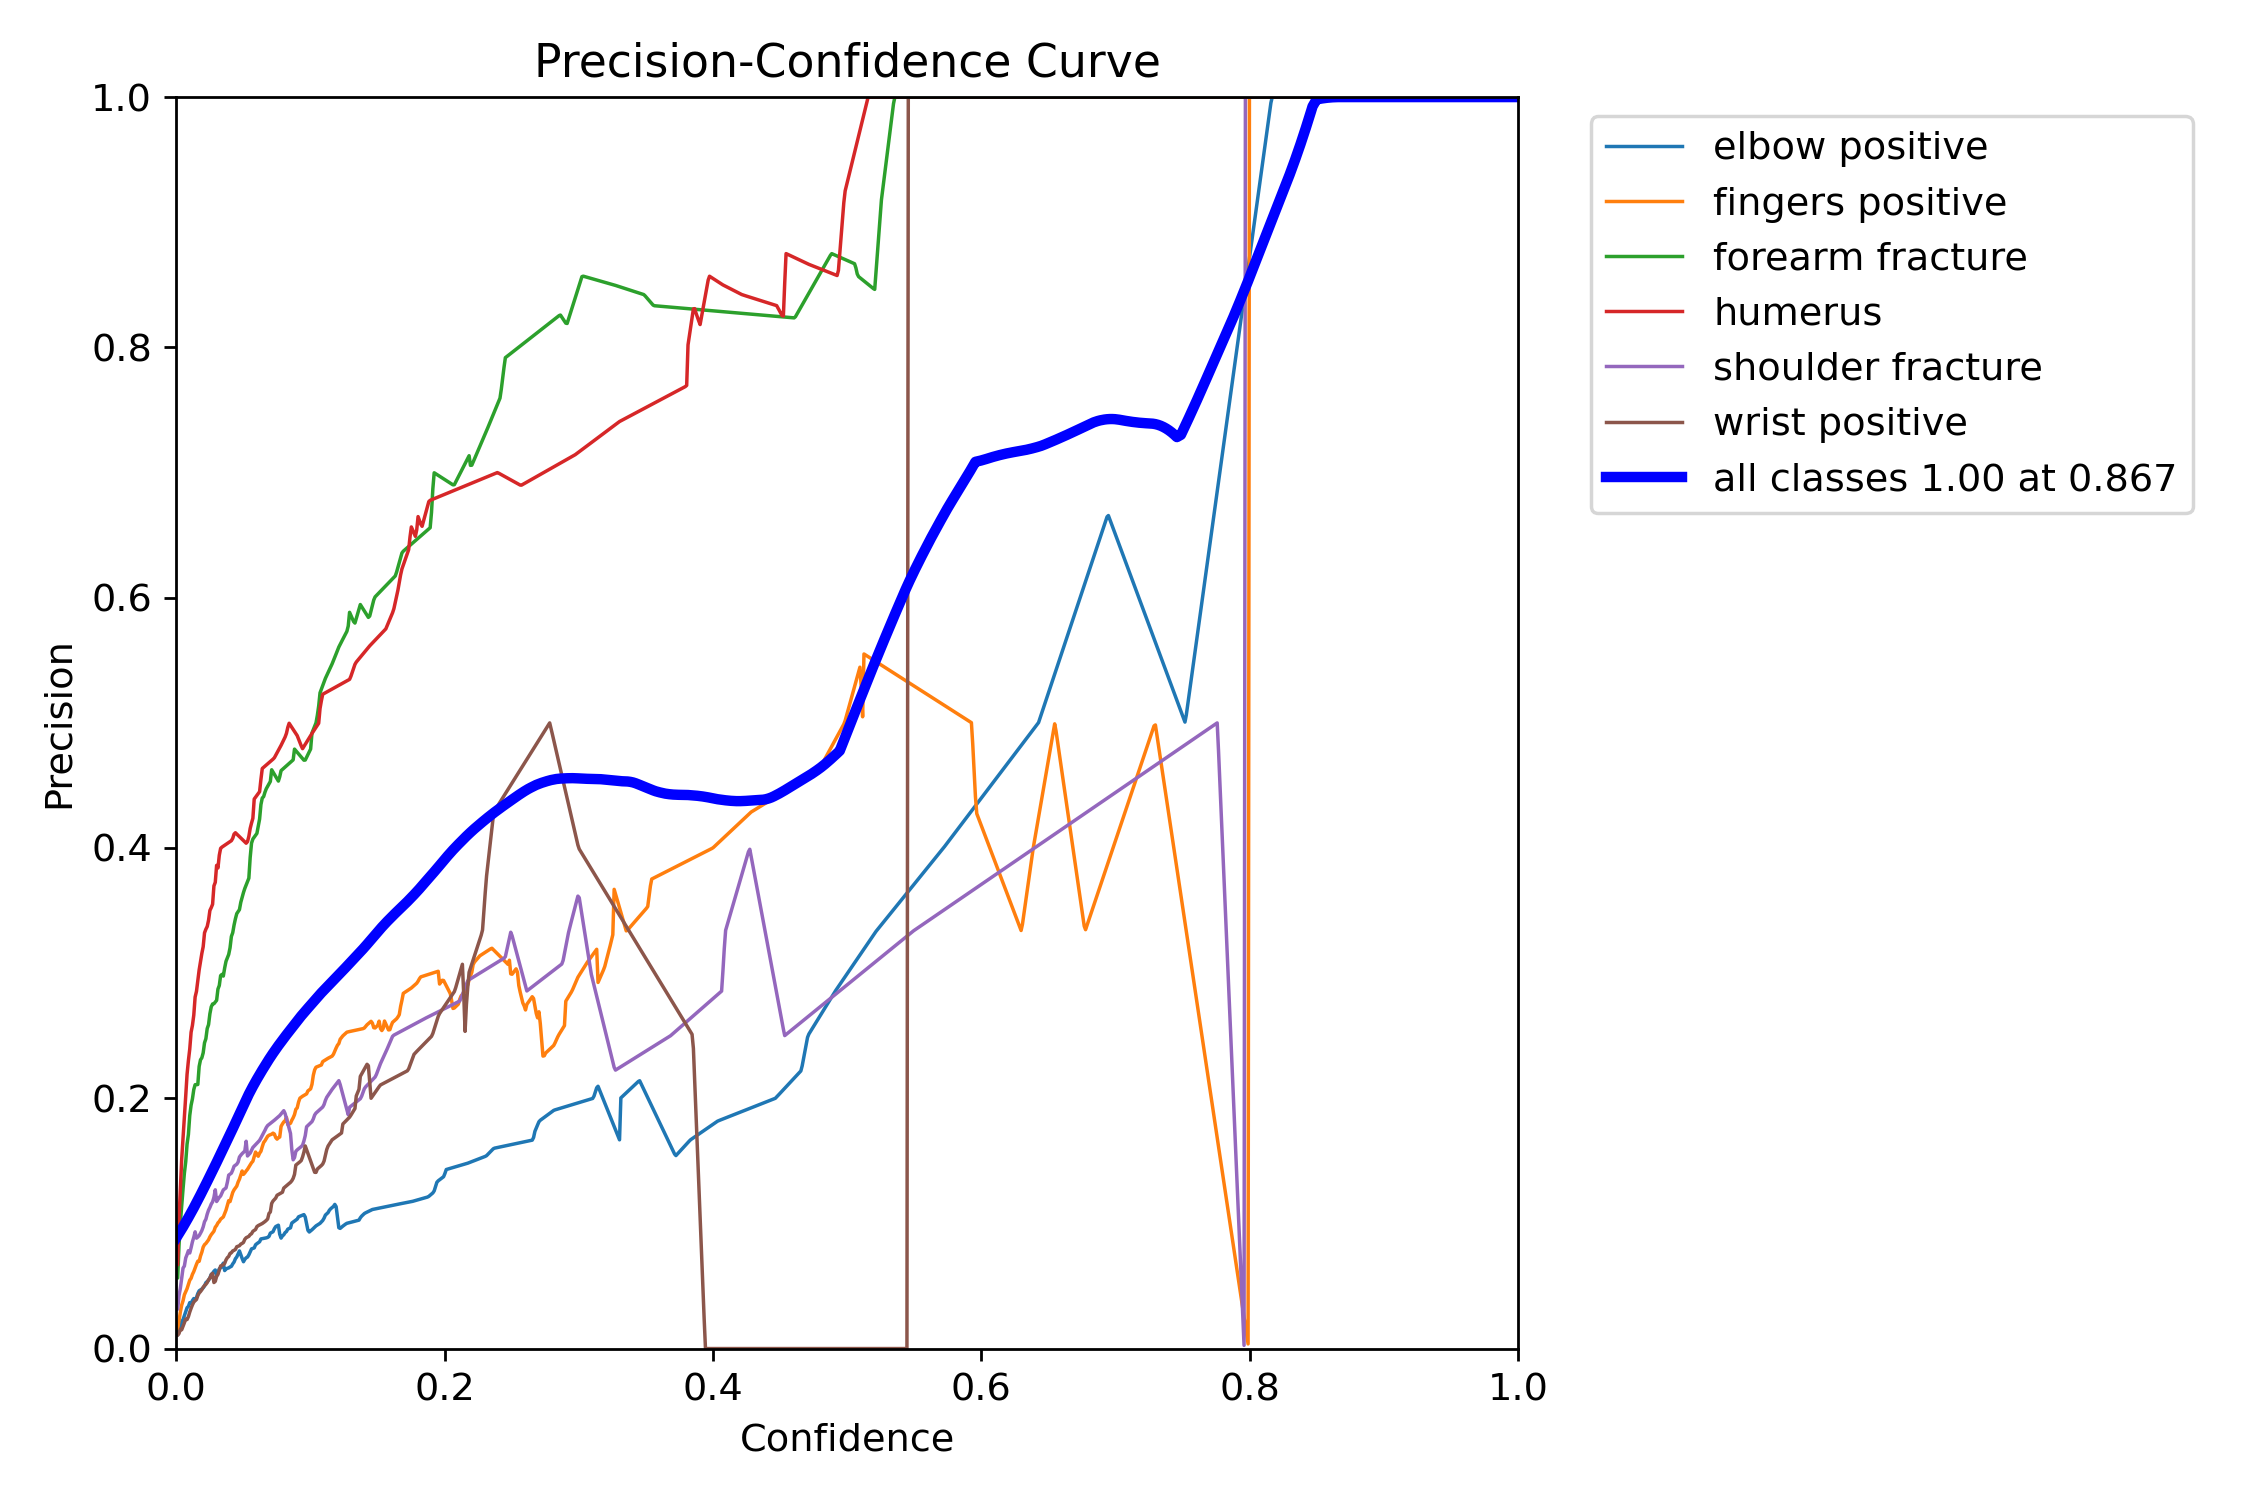 Precision-Confidence Curve
1.0
0.8
0.6
0.4
0.2
0.0
Precision
0.0 0.2 0.4 0.6 0.8 1.0
Confidence
elbow positive
fingers positive
forearm fracture
humerus
shoulder fracture
wrist positive
all classes 1.00 at 0.867